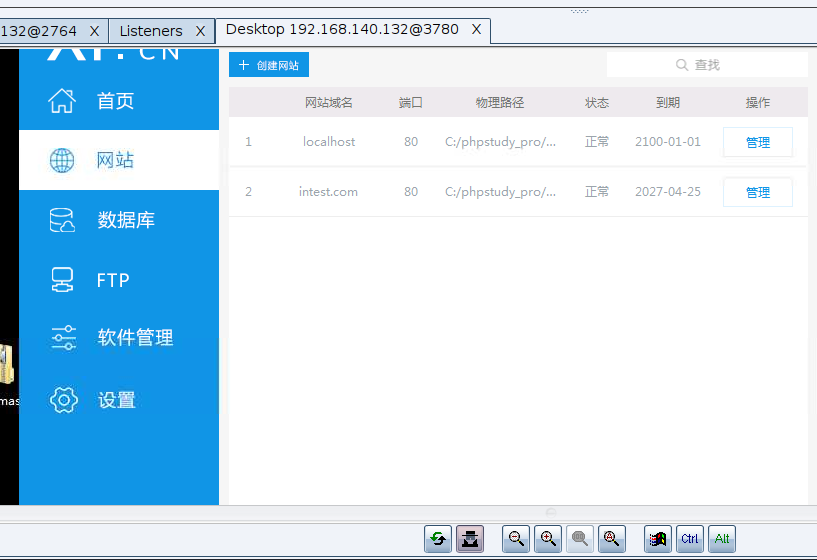 132@2764 X Listeners X Desktop 192.168.140.132@3780 X
XP.CN
首页
网站
数据库
FTP
软件管理
设置
mas
+ 创建网站
查找
网站域名 端口 物理路径 状态 到期 操作
1 localhost 80 C:/phpstudy_pro/... 正常 2100-01-01 管理
2 intest.com 80 C:/phpstudy_pro/... 正常 2027-04-25 管理
Ctrl Alt